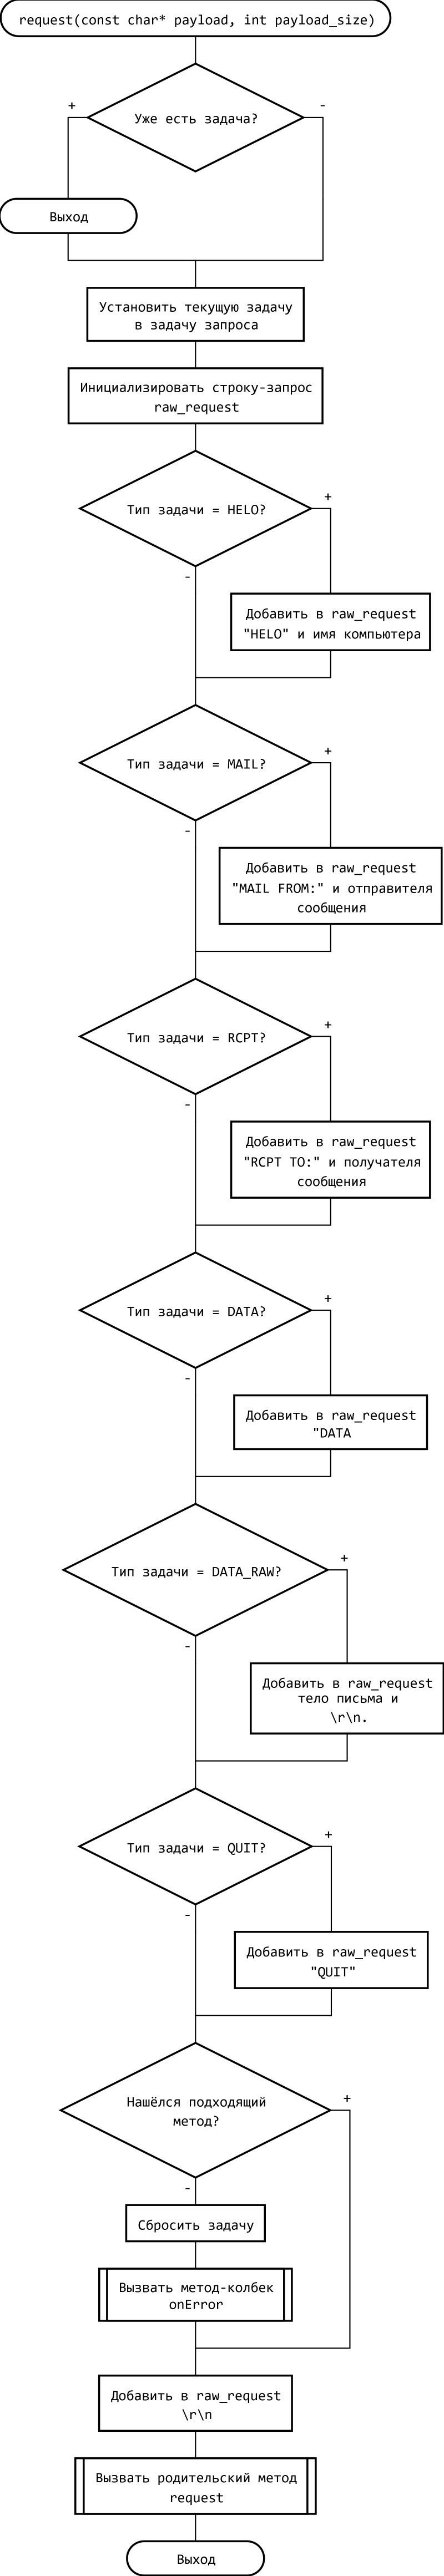 request(const char* payload, int payload_size)
Уже есть задача?
+
-
Выход
Установить текущую задачу
в задачу запроса
Инициализировать строку-запрос
raw_request
Тип задачи = HELO?
+
-
Добавить в raw_request
"HELO" и имя компьютера
Тип задачи = MAIL?
+
-
Добавить в raw_request
"MAIL FROM:" и отправителя
сообщения
Тип задачи = RCPT?
+
-
Добавить в raw_request
"RCPT TO:" и получателя
сообщения
Тип задачи = DATA?
+
-
Добавить в raw_request
"DATA
Тип задачи = DATA_RAW?
+
-
Добавить в raw_request
тело письма и
\r\n.
Тип задачи = QUIT?
+
-
Добавить в raw_request
"QUIT"
Нашёлся подходящий
метод?
+
-
Сбросить задачу
Вызвать метод-колбек
onError
Добавить в raw_request
\r\n
Вызвать родительский метод
request
Выход